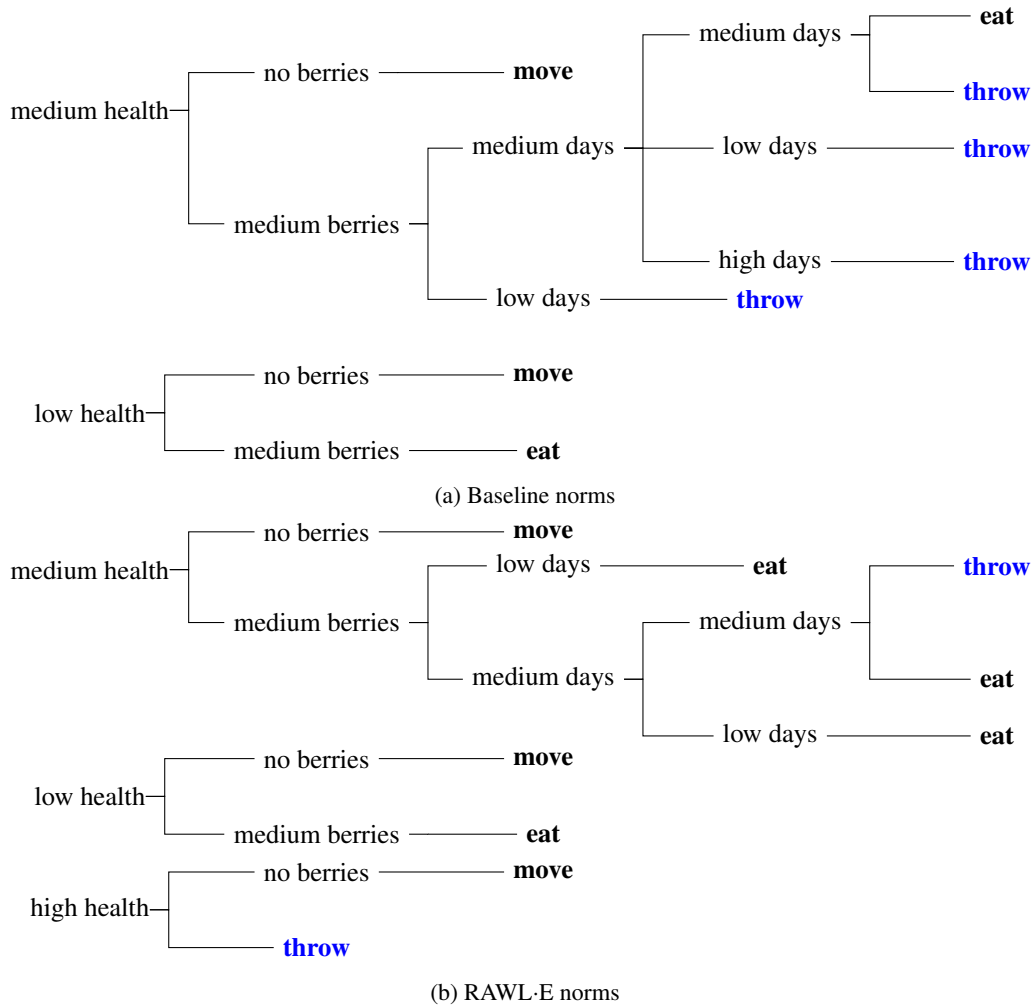 eat
medium days
no berries move
throw
medium health
medium days low days throw
medium berries
high days throw
low days throw
no berries move
low health
medium berries eat
(a) Baseline norms
no berries move
low days eat throw
medium health
medium berries medium days
medium days eat
low days eat
no berries move
low health
medium berries eat
no berries move
high health
throw
(b) RAWL·E norms